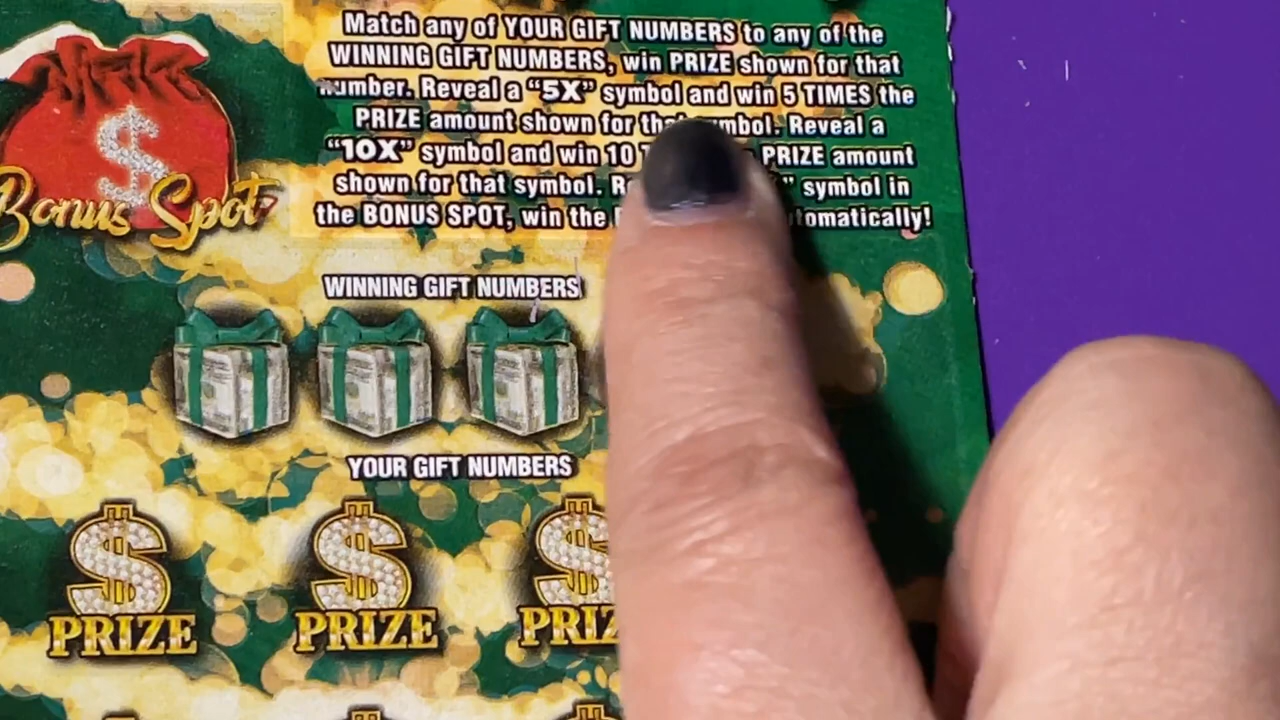 Match any of YOUR GIFT NUMBERS to any of the
WINNING GIFT NUMBERS, win PRIZE shown for that
number. Reveal a "5X" symbol and win 5 TIMES the
PRIZE amount shown for that symbol. Reveal a
"10X" symbol and win 10 PRIZE amount
shown for that symbol. " symbol in
the BONUS SPOT, win the
$
Bonus Spot
WINNING GIFT NUMBERS
YOUR GIFT NUMBERS
$ $ $
PRIZE PRIZE